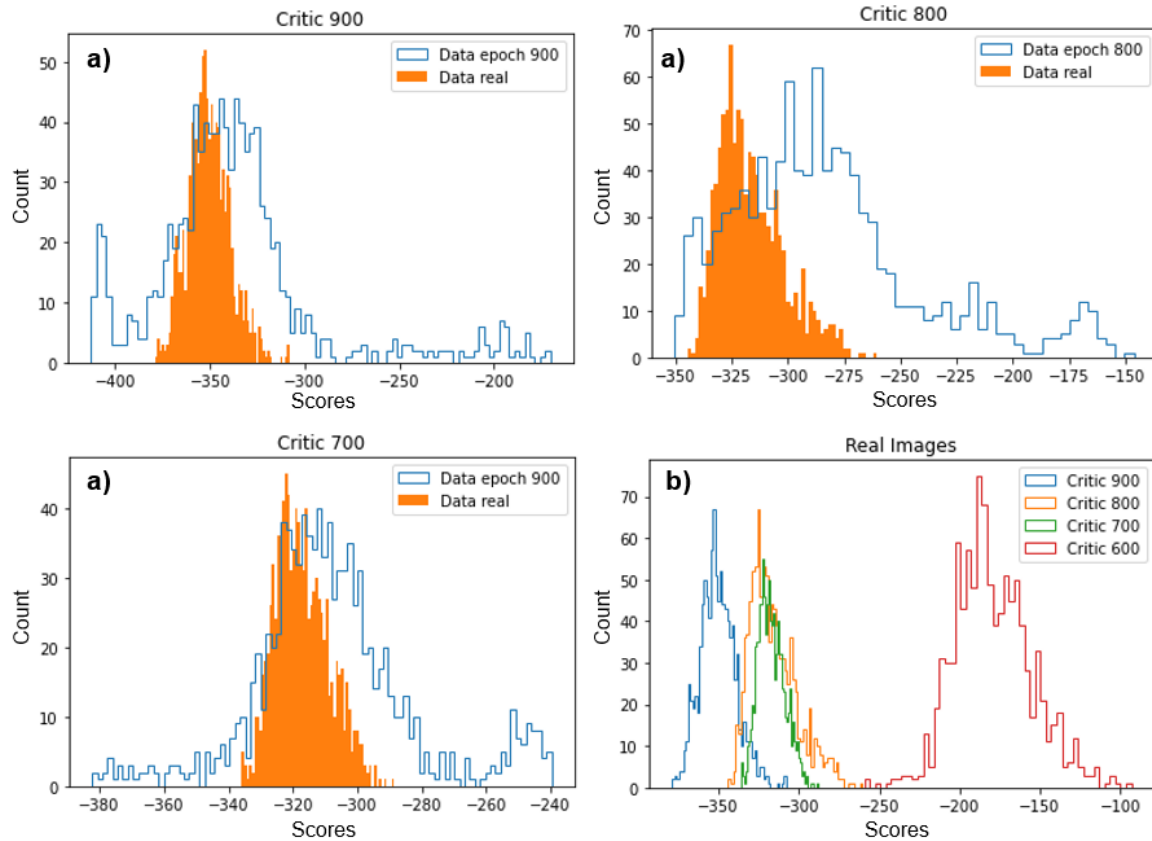 Critic 900
a)
Data epoch 900
Data real
50
40
30
20
10
0
Count
−400 −350 −300 −250 −200
Scores
Critic 800
a)
Data epoch 800
Data real
70
60
50
40
30
20
10
0
Count
−350 −325 −300 −275 −250 −225 −200 −175 −150
Scores
Critic 700
a)
Data epoch 900
Data real
40
30
20
10
0
Count
−380 −360 −340 −320 −300 −280 −260 −240
Scores
Real Images
b)
Critic 900
Critic 800
Critic 700
Critic 600
70
60
50
40
30
20
10
0
Count
−350 −300 −250 −200 −150 −100
Scores